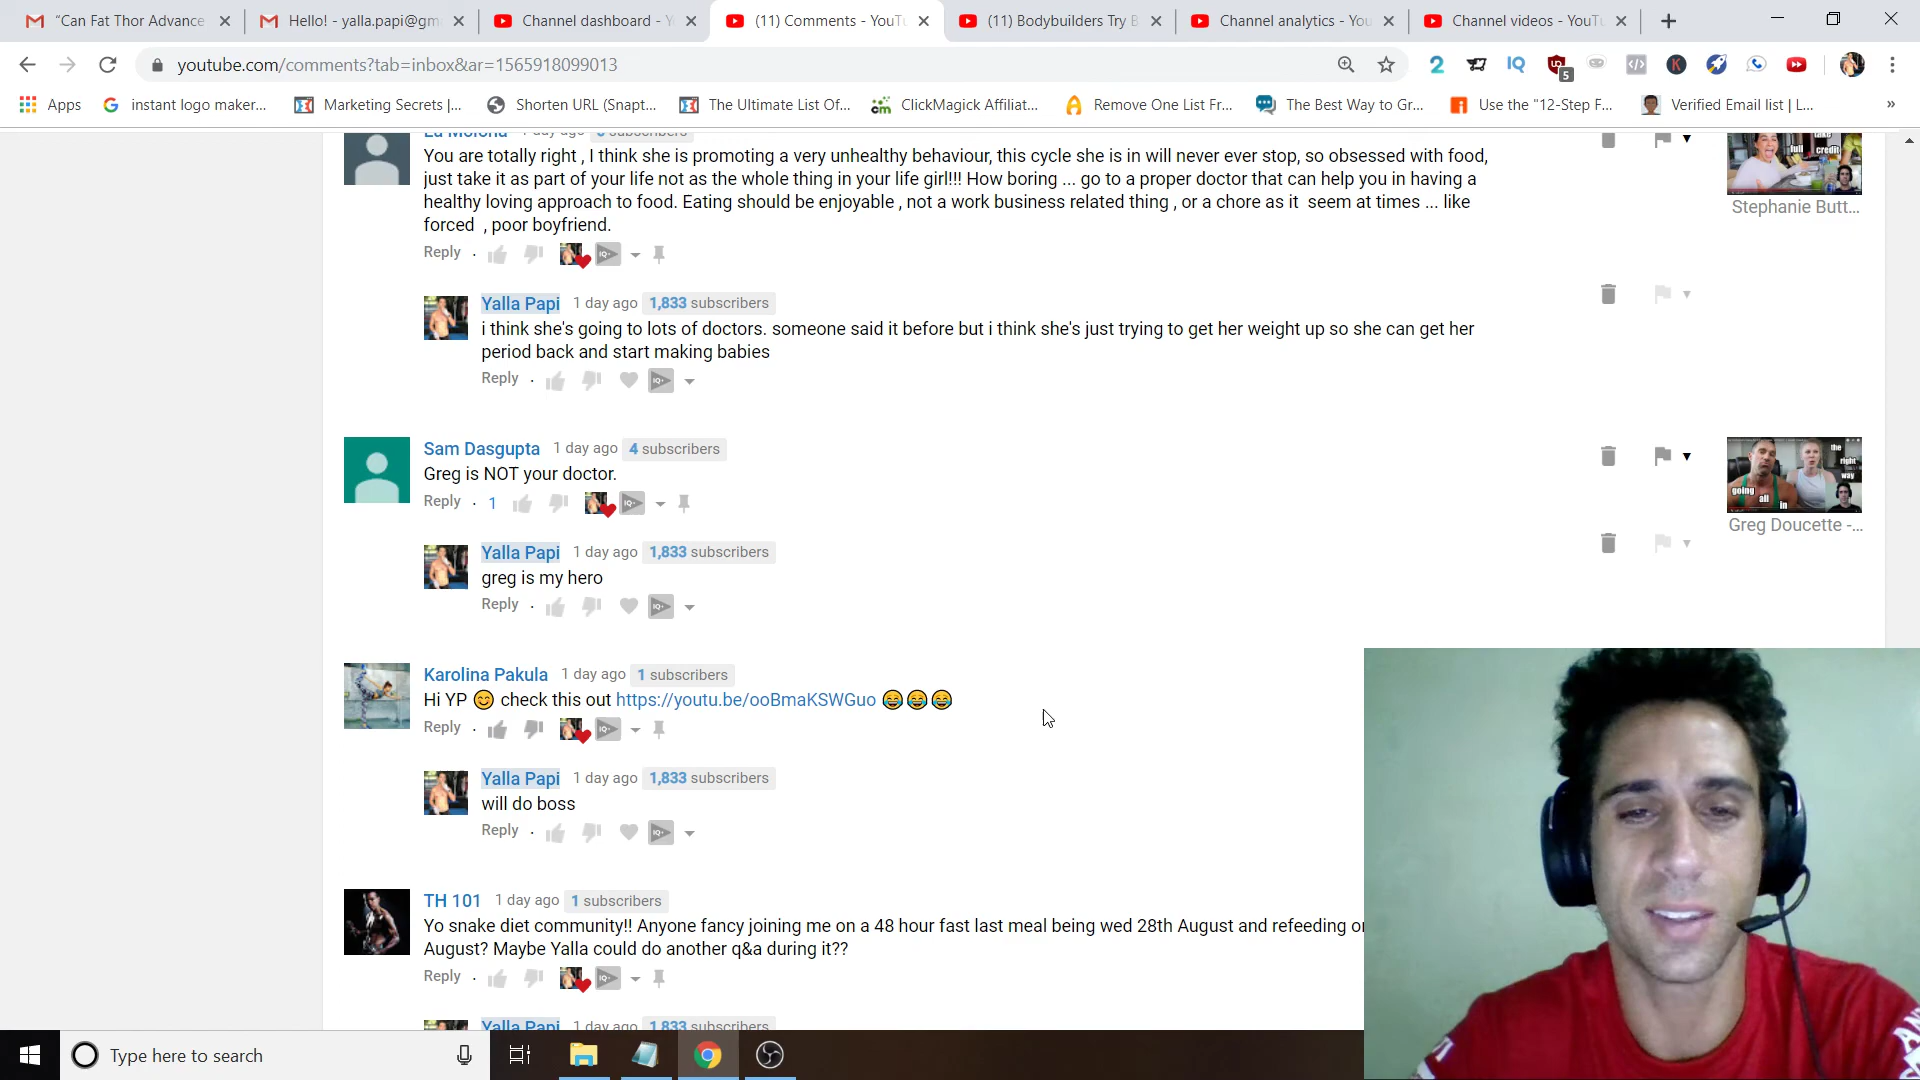 "Can Fat Thor Advance
Hello! - yalla.papi@gm
Channel dashboard - Y
(11) Comments - YouTu
(11) Bodybuilders Try B
Channel analytics - You
Channel videos - YouTu
youtube.com/comments?tab=inbox&ar=1565918099013
Apps
instant logo maker...
Marketing Secrets |...
Shorten URL (Snapt...
The Ultimate List Of...
ClickMagick Affiliat...
Remove One List Fr...
The Best Way to Gr...
Use the "12-Step F...
Verified Email list | L...
You are totally right , I think she is promoting a very unhealthy behaviour, this cycle she is in will never ever stop, so obsessed with food,
just take it as part of your life not as the whole thing in your life girl!!! How boring ... go to a proper doctor that can help you in having a
healthy loving approach to food. Eating should be enjoyable , not a work business related thing , or a chore as it  seem at times ... like
forced  , poor boyfriend.
Reply
Stephanie Butt...
Yalla Papi 1 day ago 1,833 subscribers
i think she's going to lots of doctors. someone said it before but i think she's just trying to get her weight up so she can get her
period back and start making babies
Reply
Sam Dasgupta 1 day ago 4 subscribers
Greg is NOT your doctor.
Reply · 1
the
right
way
going
all
in
Greg Doucette -...
Yalla Papi 1 day ago 1,833 subscribers
greg is my hero
Reply
Karolina Pakula 1 day ago 1 subscribers
Hi YP 😊 check this out https://youtu.be/ooBmaKSWGuo 😂😂😂
Reply
Yalla Papi 1 day ago 1,833 subscribers
will do boss
Reply
TH 101 1 day ago 1 subscribers
Yo snake diet community!! Anyone fancy joining me on a 48 hour fast last meal being wed 28th August and refeeding
August? Maybe Yalla could do another q&a during it??
Reply
Yalla Papi 1 day ago 1,833 subscribers
Type here to search